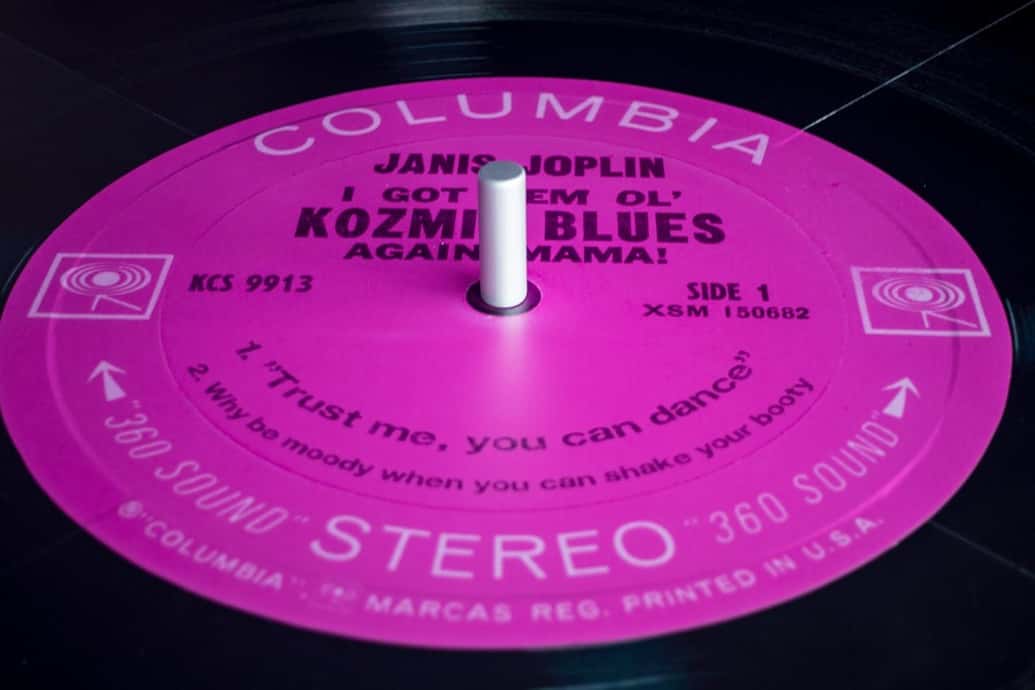 COLUMBIA
JANIS JOPLIN
I GOT EM OL'
KOZMI BLUES
AGAIN MAMA!
KCS 9913
SIDE 1
XSM 150682
1. "Trust me, you can dance"
2. Why be moody when you can shake your booty
"360 SOUND" STEREO "360 SOUND"
® "COLUMBIA", MARCAS REG. PRINTED IN U.S.A.